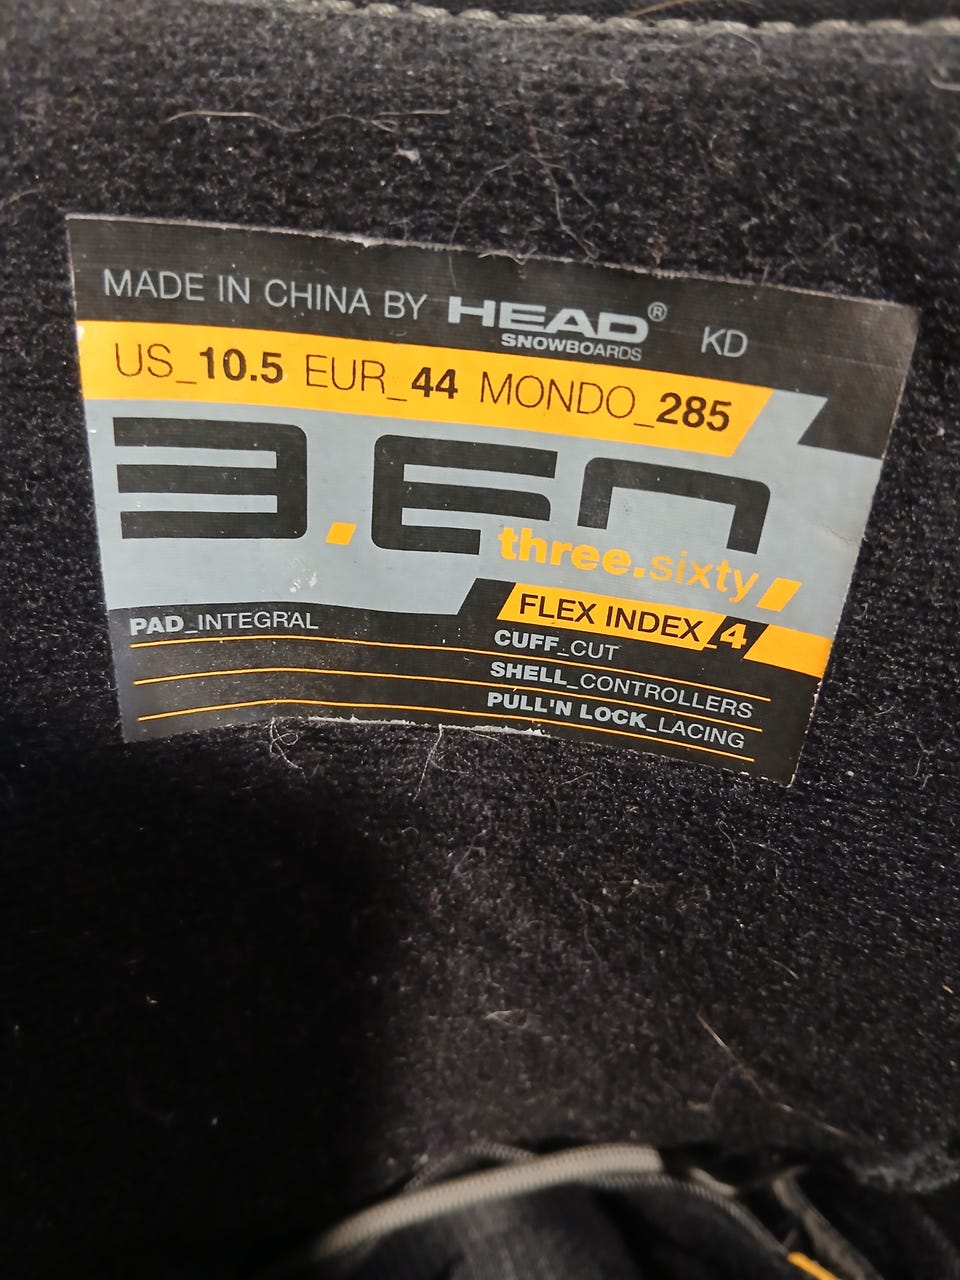 MADE IN CHINA BY HEAD® KD
SNOWBOARDS
US_10.5 EUR_44 MONDO_285
3.60
three.sixty
FLEX INDEX_4
PAD_INTEGRAL
CUFF_CUT
SHELL_CONTROLLERS
PULL'N LOCK_LACING